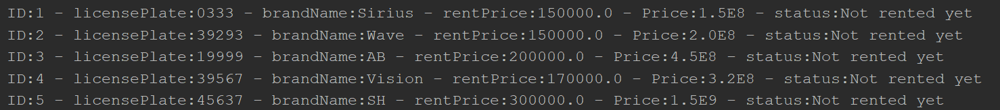 ID:1 - licensePlate:0333 - brandName:Sirius - rentPrice:150000.0 - Price:1.5E8 - status:Not rented yet
ID:2 - licensePlate:39293 - brandName:Wave - rentPrice:150000.0 - Price:2.0E8 - status:Not rented yet
ID:3 - licensePlate:19999 - brandName:AB - rentPrice:200000.0 - Price:4.5E8 - status:Not rented yet
ID:4 - licensePlate:39567 - brandName:Vision - rentPrice:170000.0 - Price:3.2E8 - status:Not rented yet
ID:5 - licensePlate:45637 - brandName:SH - rentPrice:300000.0 - Price:1.5E9 - status:Not rented yet